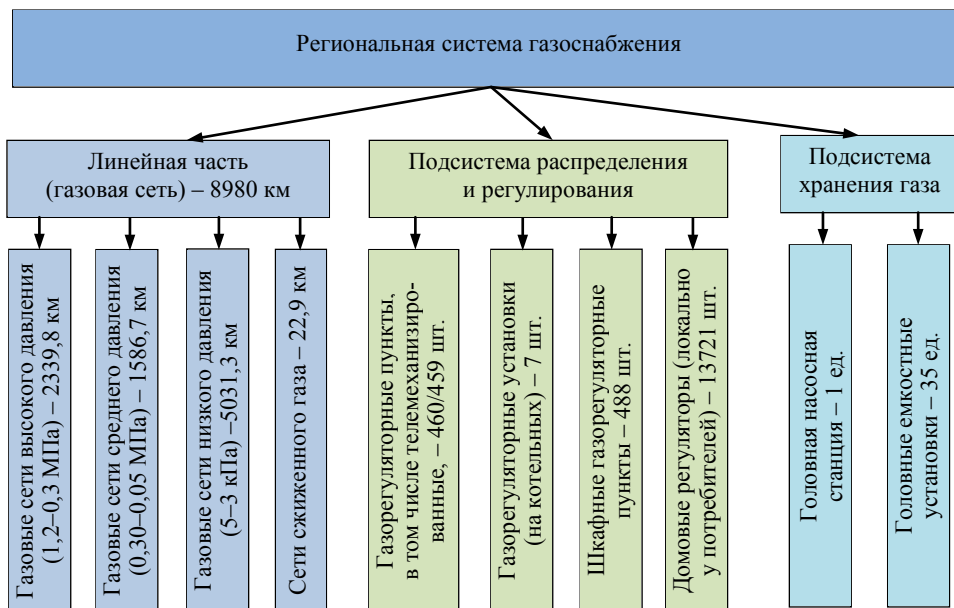 Региональная система газоснабжения
Линейная часть
(газовая сеть) – 8980 км
Подсистема распределения
и регулирования
Подсистема
хранения газа
Газовые сети высокого давления
(1,2–0,3 МПа) – 2339,8 км
Газовые сети среднего давления
(0,30–0,05 МПа) – 1586,7 км
Газовые сети низкого давления
(5–3 кПа) –5031,3 км
Сети сжиженного газа – 22,9 км
Газорегуляторные пункты,
в том числе телемеханизиро-
ванные, – 460/459 шт.
Газорегуляторные установки
(на котельных) – 7 шт.
Шкафные газорегуляторные
пункты – 488 шт.
Домовые регуляторы (локально
у потребителей) – 13721 шт.
Головная насосная
станция – 1 ед.
Головные емкостные
установки – 35 ед.